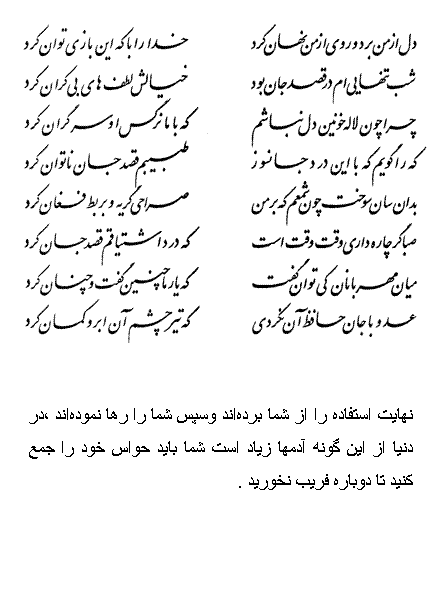 دل از من برد و روی از من نهان کرد خدا را با که این بازی توان کرد
شب تنهایی ام در قصد جان بود خیالش لطف های بی کران کرد
چرا چون لاله خونین دل نباشم که با ما نرگس او سر گران کرد
که را گویم که با این درد جانسوز طبیبم قصد جان ناتوان کرد
بدان سان سوخت چون شمعم که بر من صراحی گریه و بربط فغان کرد
صبا گر چاره داری وقت وقت است که درد اشتیاقم قصد جان کرد
میان مهربانان کی توان گفت که یار ما چنین گفت و چنان کرد
عدو با جان حافظ آن نکردی که تیر چشم آن ابرو کمان کرد
نهایت استفاده را از شما برده‌اند وسپس شما را رها نموده‌اند ،در
دنیا از این گونه آدمها زیاد است شما باید حواس خود را جمع
کنید تا دوباره فریب نخورید .